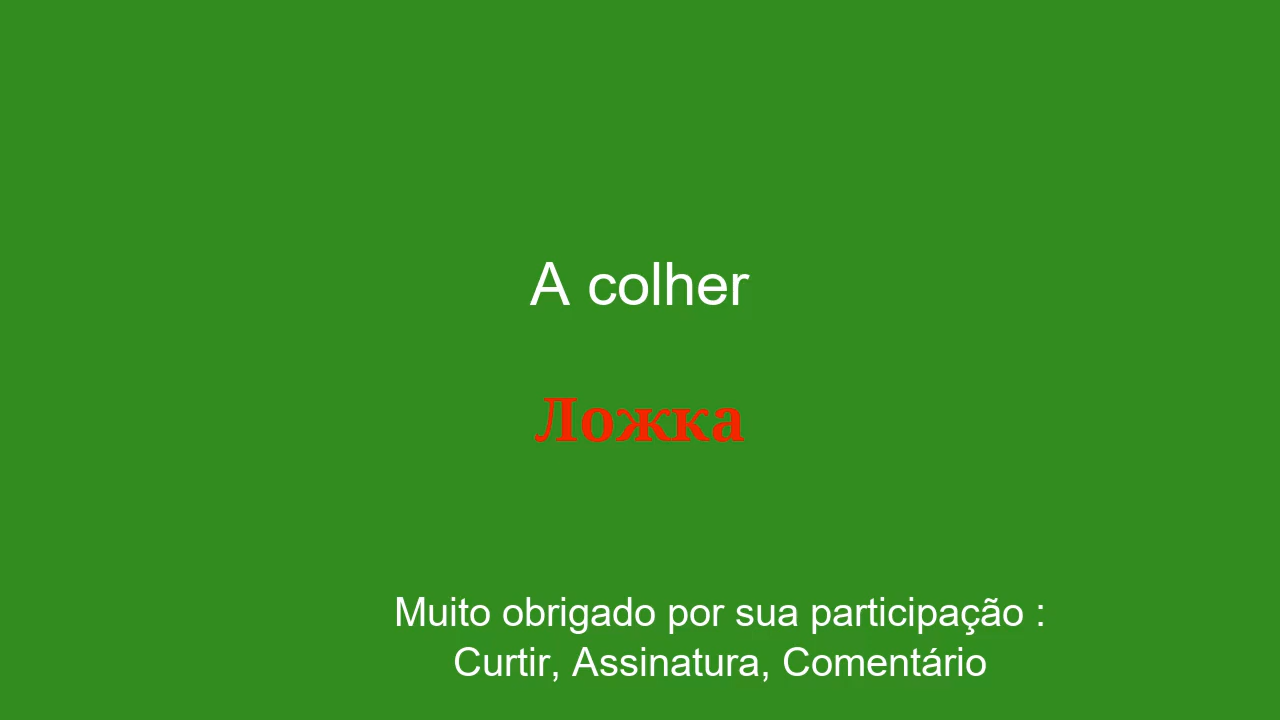 A colher
Ложка
Muito obrigado por sua participação :
Curtir, Assinatura, Comentário